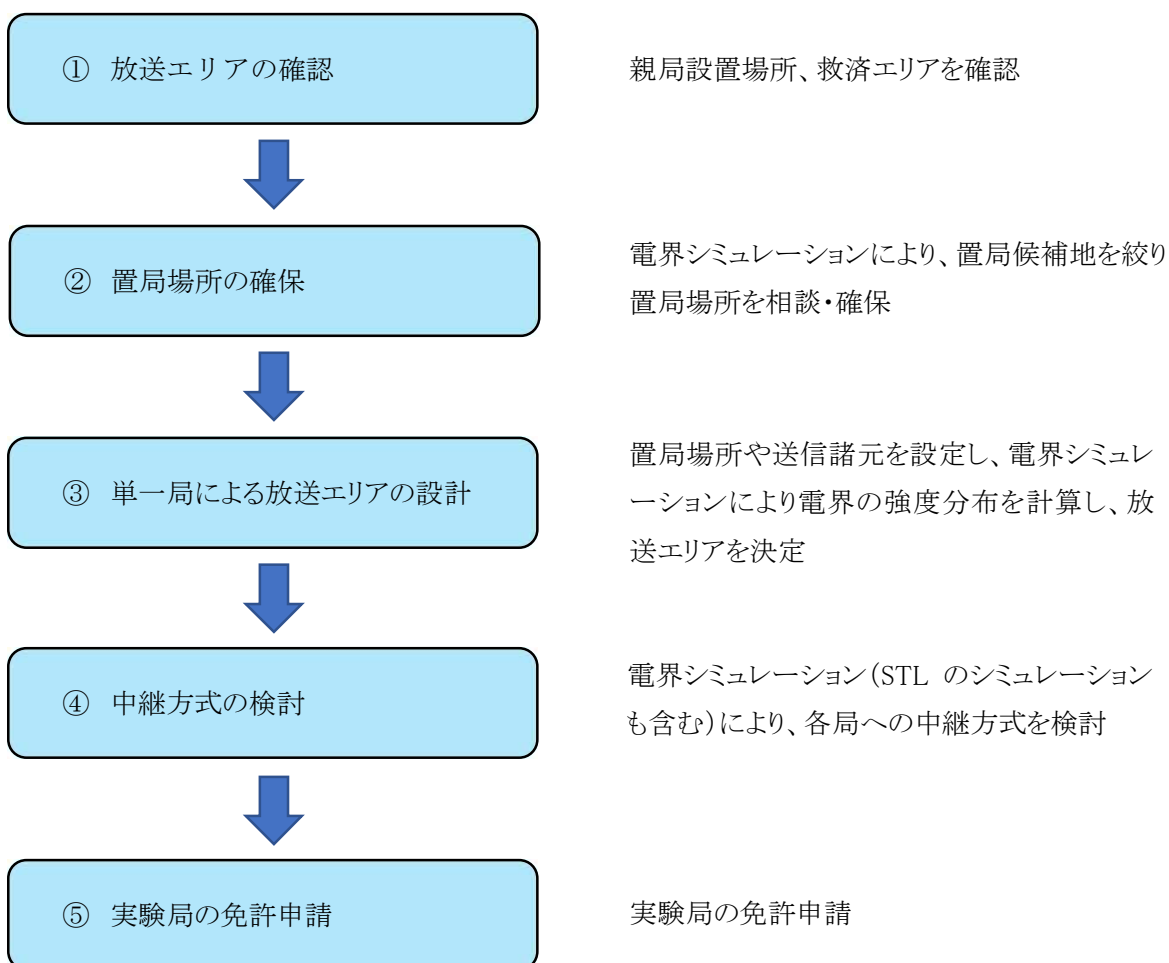 ① 放送エリアの確認
親局設置場所、救済エリアを確認
② 置局場所の確保
電界シミュレーションにより、置局候補地を絞り
置局場所を相談・確保
③ 単一局による放送エリアの設計
置局場所や送信諸元を設定し、電界シミュレ
ーションにより電界の強度分布を計算し、放
送エリアを決定
④ 中継方式の検討
電界シミュレーション（STL のシミュレーション
も含む）により、各局への中継方式を検討
⑤ 実験局の免許申請
実験局の免許申請